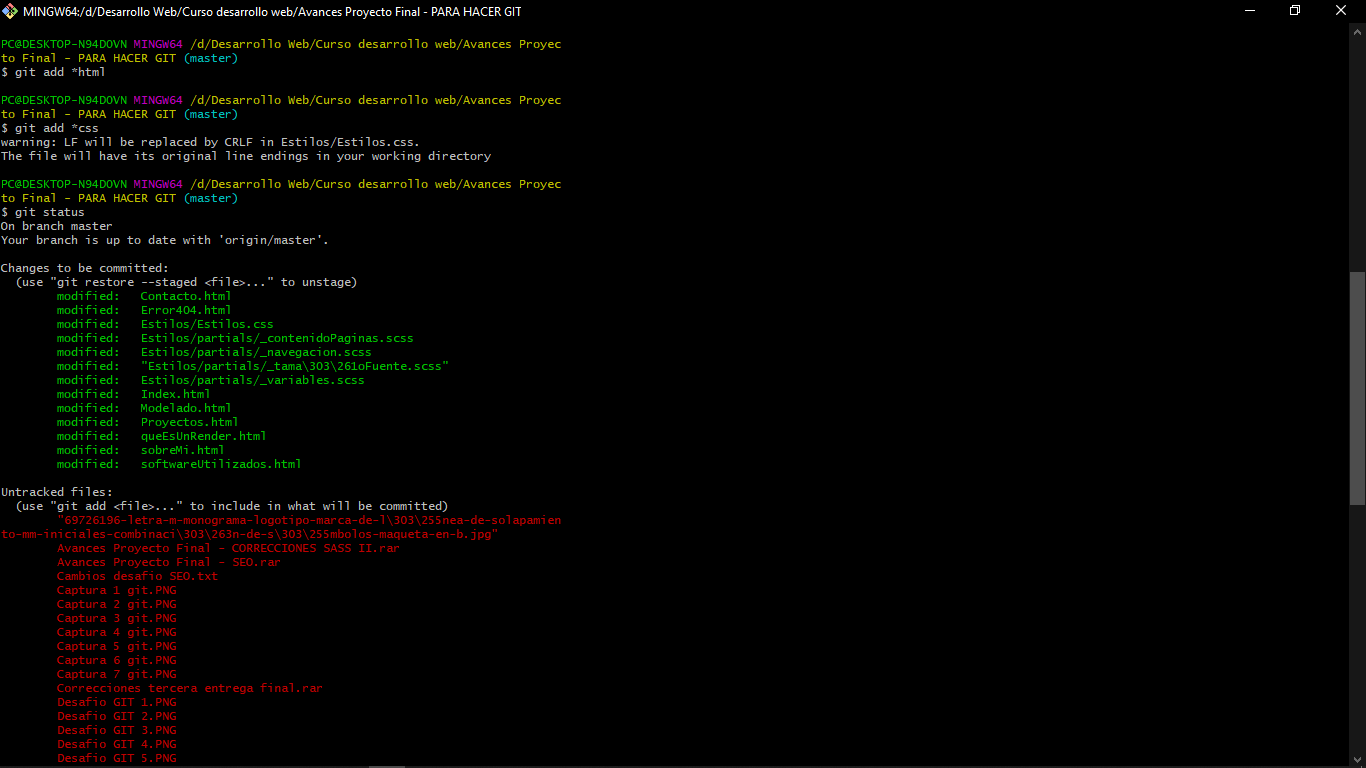 MINGW64:/d/Desarrollo Web/Curso desarrollo web/Avances Proyecto Final - PARA HACER GIT
PC@DESKTOP-N94DOVN MINGW64 /d/Desarrollo Web/Curso desarrollo web/Avances Proyec
to Final - PARA HACER GIT (master)
$ git add *html
PC@DESKTOP-N94DOVN MINGW64 /d/Desarrollo Web/Curso desarrollo web/Avances Proyec
to Final - PARA HACER GIT (master)
$ git add *css
warning: LF will be replaced by CRLF in Estilos/Estilos.css.
The file will have its original line endings in your working directory
PC@DESKTOP-N94DOVN MINGW64 /d/Desarrollo Web/Curso desarrollo web/Avances Proyec
to Final - PARA HACER GIT (master)
$ git status
On branch master
Your branch is up to date with 'origin/master'.
Changes to be committed:
(use "git restore --staged <file>..." to unstage)
modified: Contacto.html
modified: Error404.html
modified: Estilos/Estilos.css
modified: Estilos/partials/_contenidoPaginas.scss
modified: Estilos/partials/_navegacion.scss
modified: "Estilos/partials/_tama\303\261oFuente.scss"
modified: Estilos/partials/_variables.scss
modified: Index.html
modified: Modelado.html
modified: Proyectos.html
modified: queEsUnRender.html
modified: sobreMi.html
modified: softwareUtilizados.html
Untracked files:
(use "git add <file>..." to include in what will be committed)
"69726196-letra-m-monograma-logotipo-marca-de-l\303\255nea-de-solapamien
to-mm-iniciales-combinaci\303\263n-de-s\303\255mbolos-maqueta-en-b.jpg"
Avances Proyecto Final - CORRECCIONES SASS II.rar
Avances Proyecto Final - SEO.rar
Cambios desafio SEO.txt
Captura 1 git.PNG
Captura 2 git.PNG
Captura 3 git.PNG
Captura 4 git.PNG
Captura 5 git.PNG
Captura 6 git.PNG
Captura 7 git.PNG
Correcciones tercera entrega final.rar
Desafio GIT 1.PNG
Desafio GIT 2.PNG
Desafio GIT 3.PNG
Desafio GIT 4.PNG
Desafio GIT 5.PNG